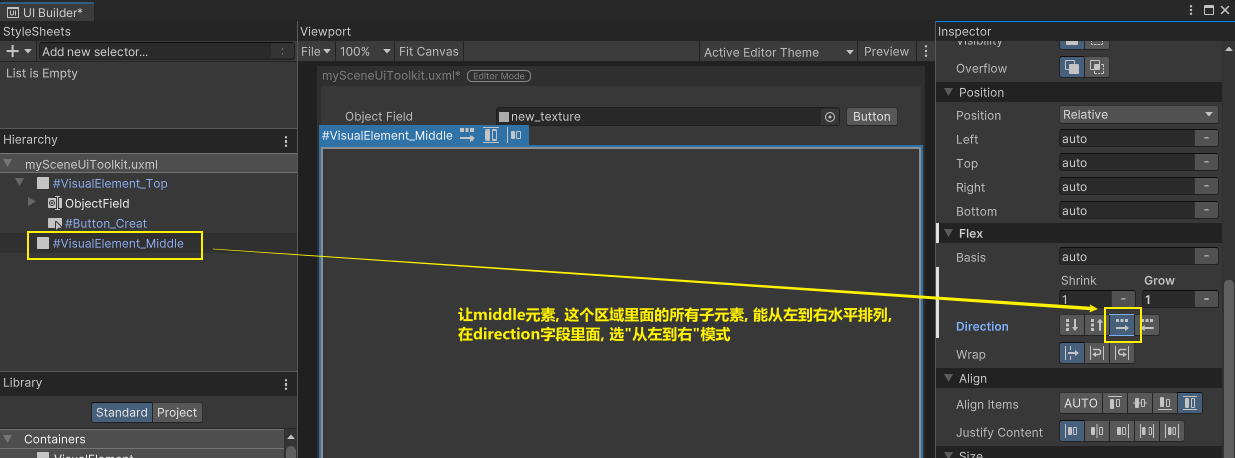 UI Builder*
StyleSheets
Add new selector...
List is Empty
Hierarchy
mySceneUiToolkit.uxml
#VisualElement_Top
ObjectField
#Button_Creat
#VisualElement_Middle
Library
Standard
Project
Containers
VisualElement
Viewport
File
100%
Fit Canvas
Active Editor Theme
Preview
mySceneUiToolkit.uxml*
Editor Mode
Object Field
new_texture
Button
#VisualElement_Middle
让middle元素, 这个区域里面的所有子元素, 能从左到右水平排列,
在direction字段里面, 选"从左到右"模式
Inspector
Visibility
Overflow
Position
Position
Relative
Left
auto
Top
auto
Right
auto
Bottom
auto
Flex
Basis
auto
Shrink
Grow
1
1
Direction
Wrap
Align
Align Items
AUTO
Justify Content
Size